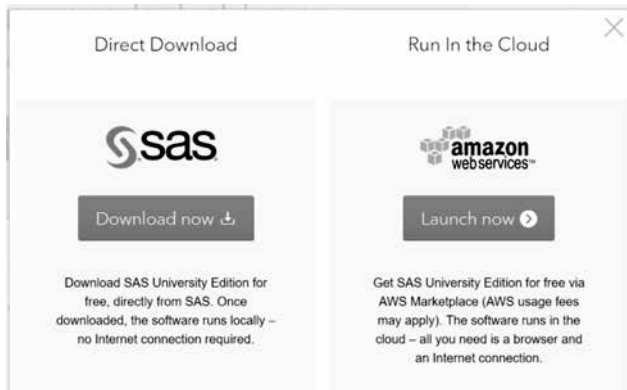 Direct Download
sas
Download now
Download SAS University Edition for
free, directly from SAS. Once
downloaded, the software runs locally –
no Internet connection required.
Run In the Cloud
amazon
webservices™
Launch now
Get SAS University Edition for free via
AWS Marketplace (AWS usage fees
may apply). The software runs in the
cloud – all you need is a browser and
an Internet connection.